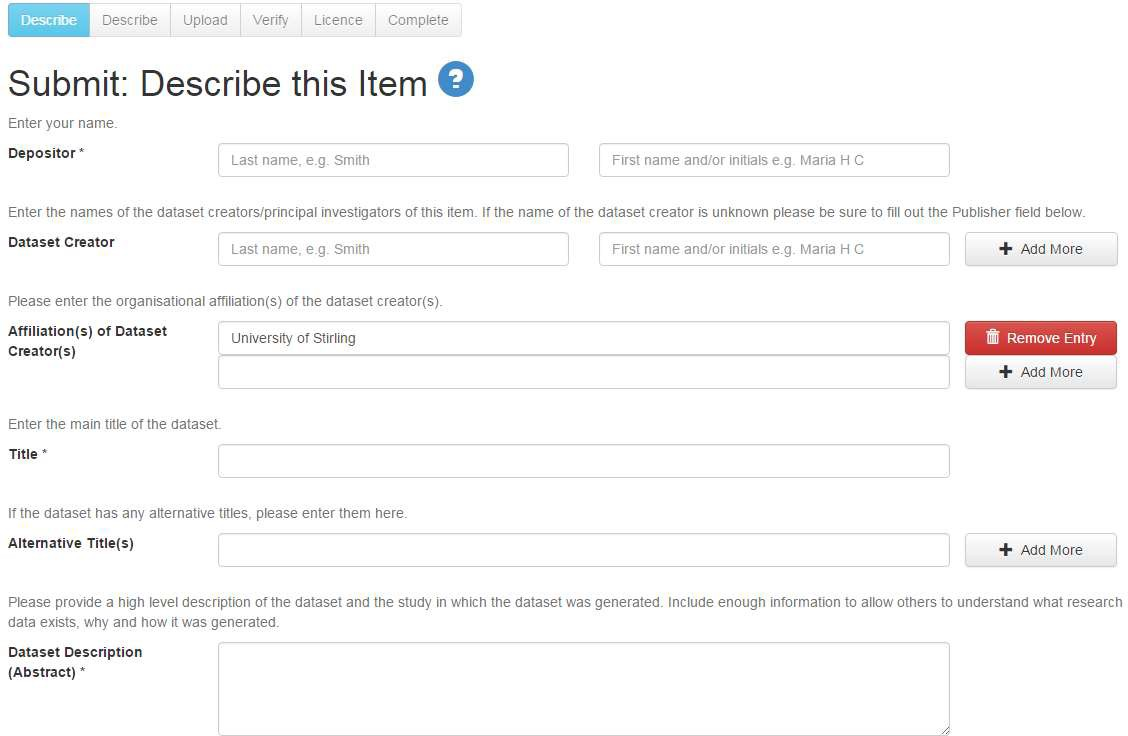 Describe Describe Upload Verify Licence Complete
Submit: Describe this Item ?
Enter your name.
Depositor * Last name, e.g. Smith First name and/or initials e.g. Maria H C
Enter the names of the dataset creators/principal investigators of this item. If the name of the dataset creator is unknown please be sure to fill out the Publisher field below.
Dataset Creator Last name, e.g. Smith First name and/or initials e.g. Maria H C Add More
Please enter the organisational affiliation(s) of the dataset creator(s).
Affiliation(s) of Dataset University of Stirling Remove Entry
Creator(s)
Add More
Enter the main title of the dataset.
Title *
If the dataset has any alternative titles, please enter them here.
Alternative Title(s) Add More
Please provide a high level description of the dataset and the study in which the dataset was generated. Include enough information to allow others to understand what research
data exists, why and how it was generated.
Dataset Description
(Abstract) *